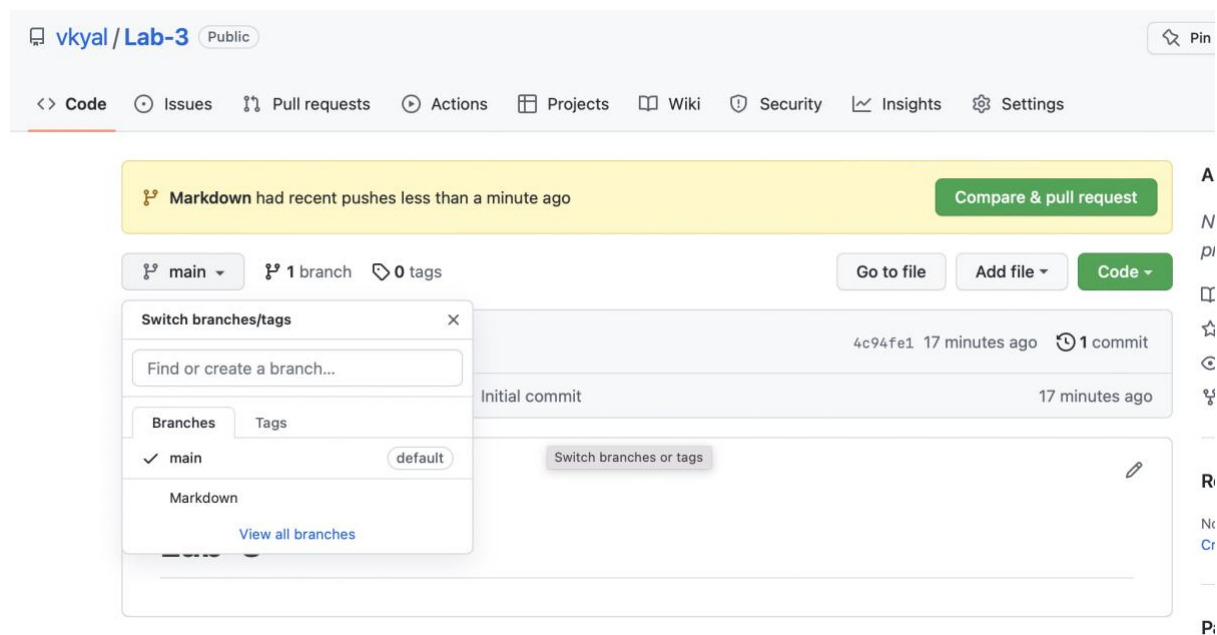 vkyal / Lab-3 Public
Pin
Code Issues Pull requests Actions Projects Wiki Security Insights Settings
Markdown had recent pushes less than a minute ago Compare & pull request
main 1 branch 0 tags Go to file Add file Code
Switch branches/tags
4c94fe1 17 minutes ago 1 commit
Find or create a branch...
Initial commit 17 minutes ago
Branches Tags
main default
Switch branches or tags
Markdown
View all branches